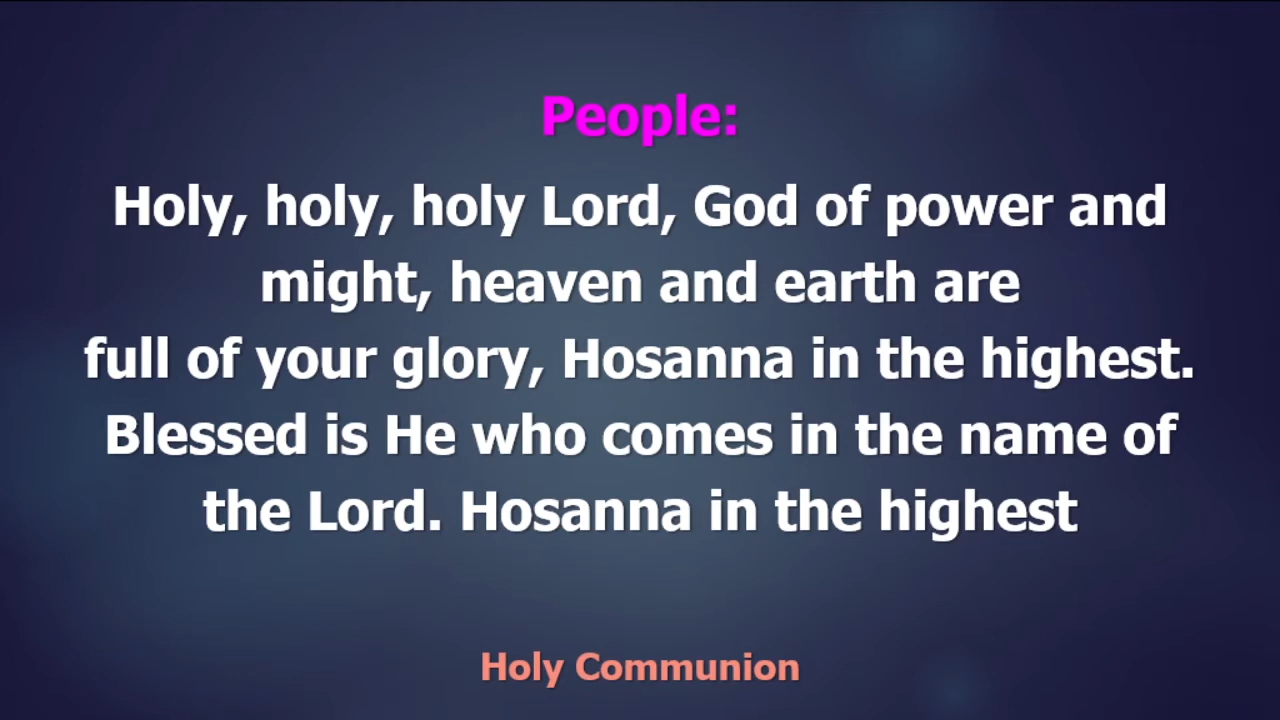 People:
Holy, holy, holy Lord, God of power and
might, heaven and earth are
full of your glory, Hosanna in the highest.
Blessed is He who comes in the name of
the Lord. Hosanna in the highest
Holy Communion